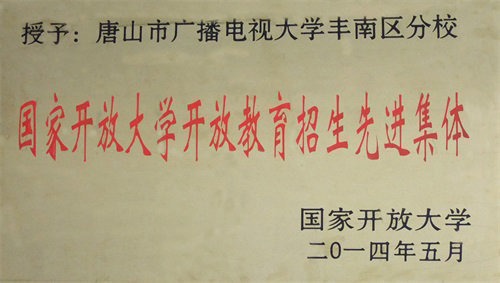 授予：唐山市广播电视大学丰南区分校
国家开放大学开放教育招生先进集体
国家开放大学
二0一四年五月